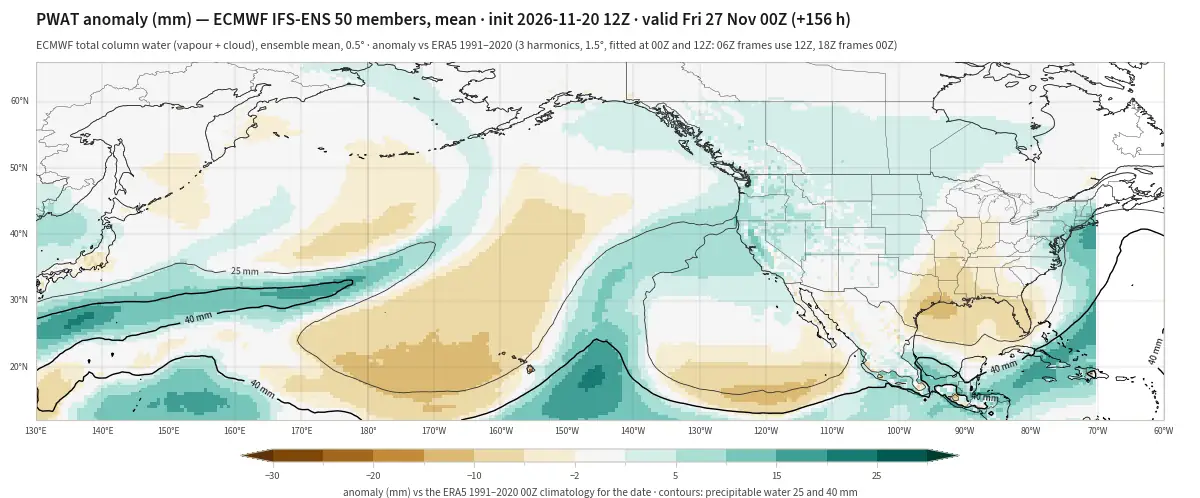 PWAT anomaly (mm) — ECMWF IFS-ENS 50 members, mean · init 2026-11-20 12Z · valid Fri 27 Nov 00Z (+156 h)
ECMWF total column water (vapour + cloud), ensemble mean, 0.5° · anomaly vs ERA5 1991–2020 (3 harmonics, 1.5°, fitted at 00Z and 12Z: 06Z frames use 12Z, 18Z frames 00Z)
60°N
50°N
40°N
25 mm
30°N
40 mm
40 mm
20°N
40 mm
40 mm
40 mm
130°E 140°E 150°E 160°E 170°E 180° 170°W 160°W 150°W 140°W 130°W 120°W 110°W 100°W 90°W 80°W 70°W 60°W
−30 −20 −10 −2 5 15 25
anomaly (mm) vs the ERA5 1991–2020 00Z climatology for the date · contours: precipitable water 25 and 40 mm